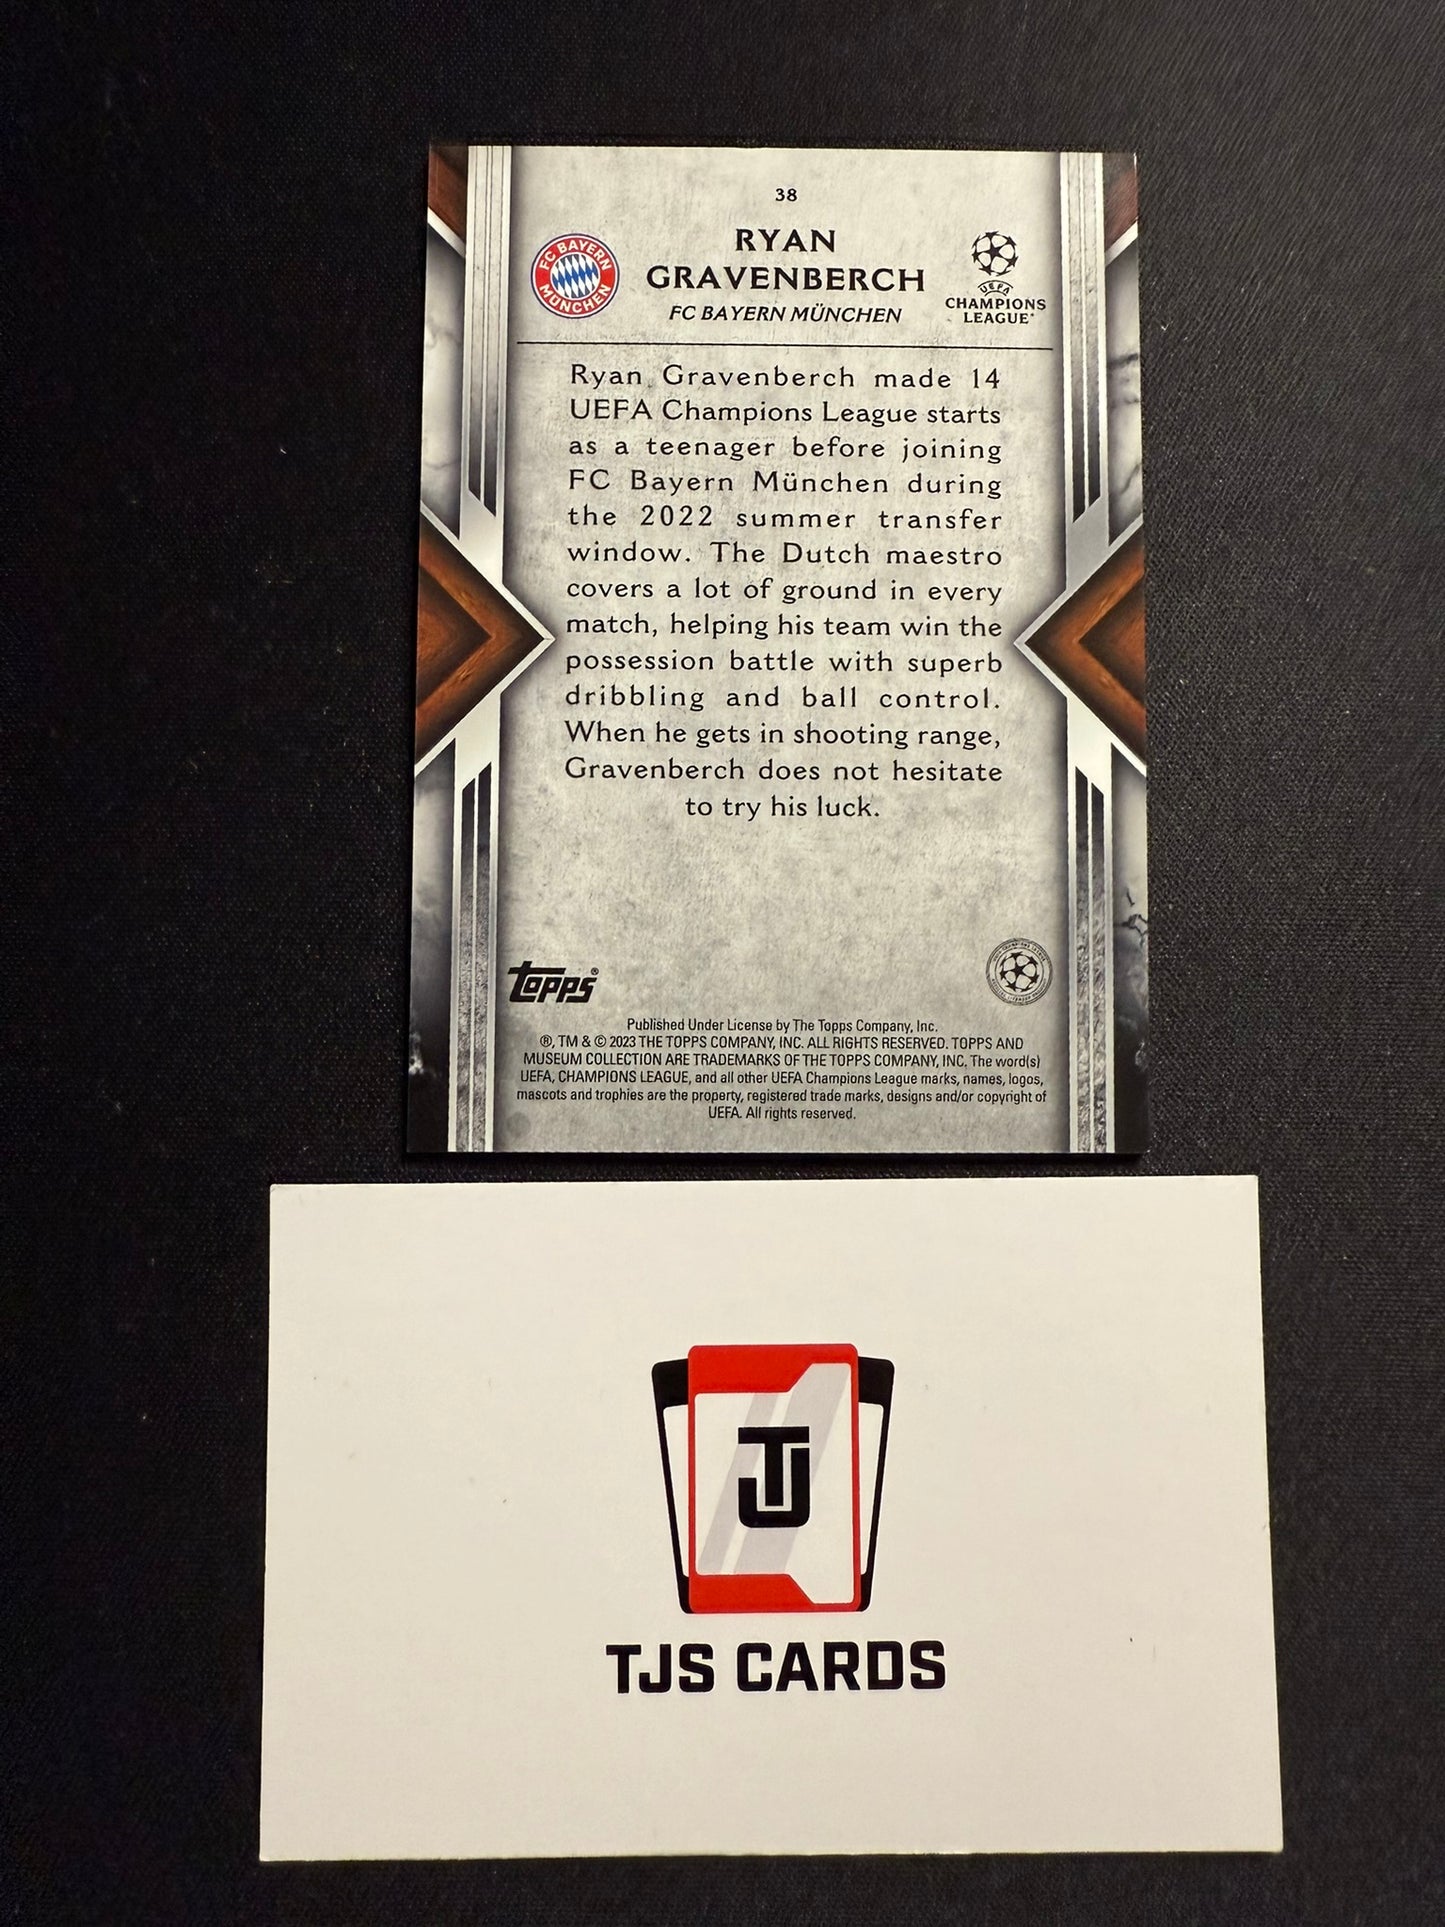 38
RYAN
GRAVENBERCH
FC BAYERN MÜNCHEN
FC BAYERN
MÜNCHEN
UEFA
CHAMPIONS
LEAGUE®
Ryan Gravenberch made 14
UEFA Champions League starts
as a teenager before joining
FC Bayern München during
the 2022 summer transfer
window. The Dutch maestro
covers a lot of ground in every
match, helping his team win the
possession battle with superb
dribbling and ball control.
When he gets in shooting range,
Gravenberch does not hesitate
to try his luck.
topps®
Published Under License by The Topps Company, Inc.
®, TM & © 2023 THE TOPPS COMPANY, INC. ALL RIGHTS RESERVED. TOPPS AND
MUSEUM COLLECTION ARE TRADEMARKS OF THE TOPPS COMPANY, INC. The word(s)
UEFA, CHAMPIONS LEAGUE, and all other UEFA Champions League marks, names, logos,
mascots and trophies are the property, registered trade marks, designs and/or copyright of
UEFA. All rights reserved.
TJ
TJS CARDS